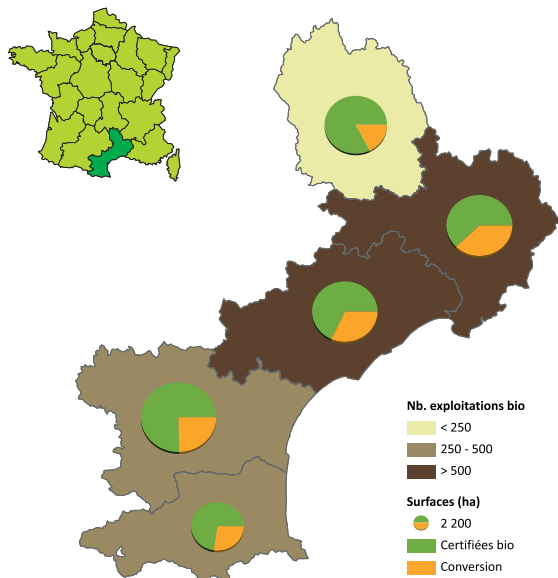 Nb. exploitations bio
< 250
250 - 500
> 500
Surfaces (ha)
2 200
Certifiées bio
Conversion